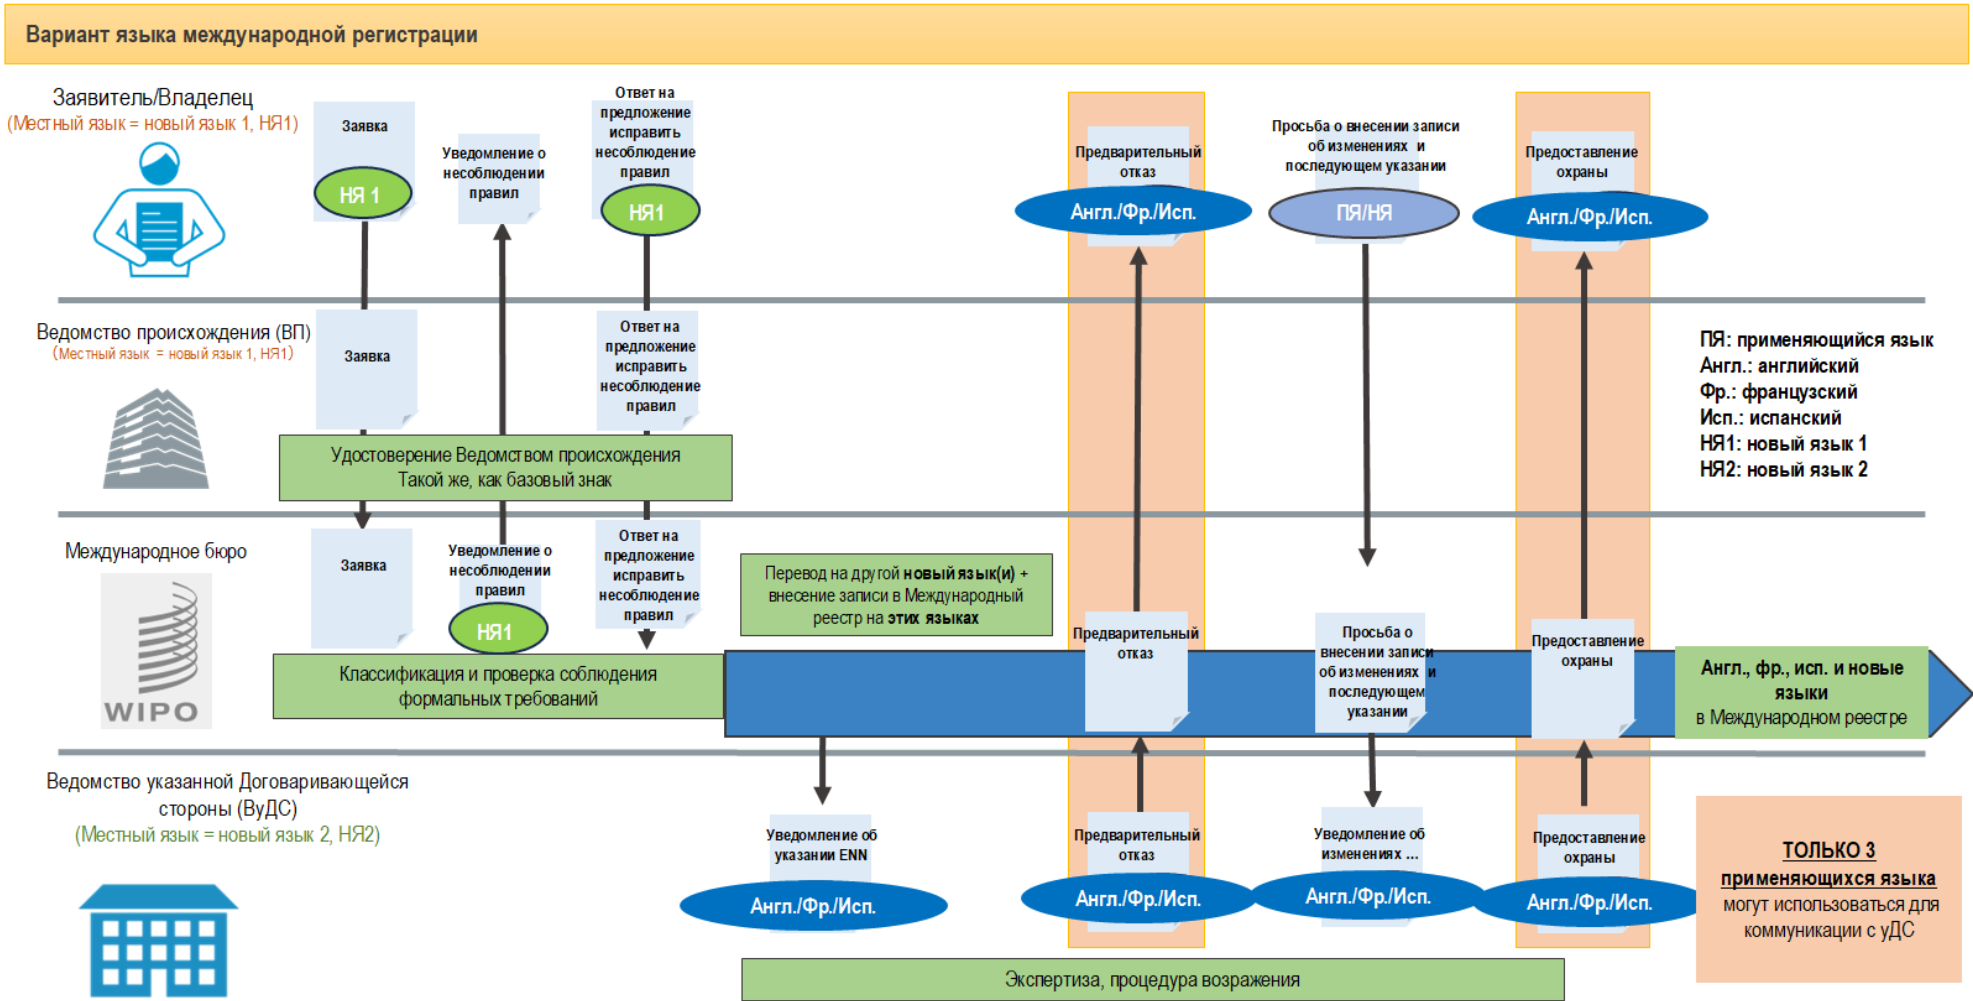 Вариант языка международной регистрации
Заявитель/Владелец
(Местный язык = новый язык 1, НЯ1)
Заявка
НЯ 1
Уведомление о
несоблюдении
правил
Ответ на
предложение
исправить
несоблюдение
правил
НЯ1
Предварительный
отказ
Англ./Фр./Исп.
Просьба о внесении записи
об изменениях и
последующем указании
ПЯ/НЯ
Предоставление
охраны
Англ./Фр./Исп.
Ведомство происхождения (ВП)
(Местный язык = новый язык 1, НЯ1)
Заявка
Ответ на
предложение
исправить
несоблюдение
правил
Удостоверение Ведомством происхождения
Такой же, как базовый знак
ПЯ: применяющийся язык
Англ.: английский
Фр.: французский
Исп.: испанский
НЯ1: новый язык 1
НЯ2: новый язык 2
Международное бюро
WIPO
Заявка
Уведомление о
несоблюдении
правил
НЯ1
Ответ на
предложение
исправить
несоблюдение
правил
Классификация и проверка соблюдения
формальных требований
Перевод на другой новый язык(и) +
внесение записи в Международный
реестр на этих языках
Предварительный
отказ
Просьба о
внесении записи
об изменениях и
последующем
указании
Предоставление
охраны
Англ., фр., исп. и новые
языки
в Международном реестре
Ведомство указанной Договаривающейся
стороны (ВуДС)
(Местный язык = новый язык 2, НЯ2)
Уведомление об
указании ENN
Англ./Фр./Исп.
Предварительный
отказ
Англ./Фр./Исп.
Уведомление об
изменениях ...
Англ./Фр./Исп.
Предоставление
охраны
Англ./Фр./Исп.
ТОЛЬКО 3
применяющихся языка
могут использоваться для
коммуникации с уДС
Экспертиза, процедура возражения